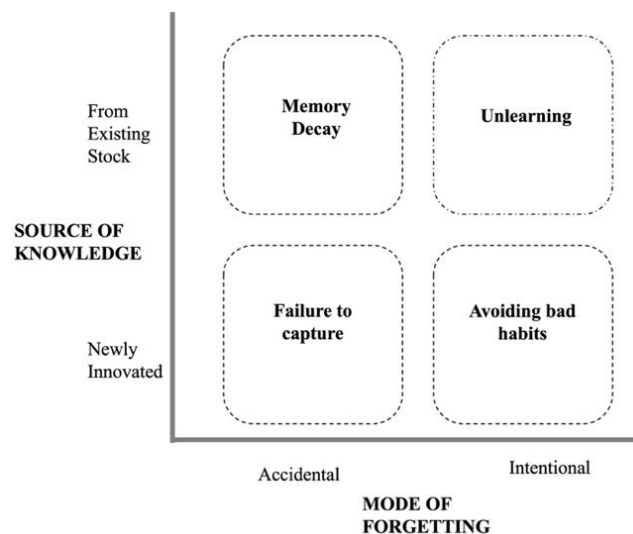 From
Existing
Stock
Memory
Decay
Unlearning
SOURCE OF
KNOWLEDGE
Newly
Innovated
Failure to
capture
Avoiding bad
habits
Accidental
Intentional
MODE OF
FORGETTING